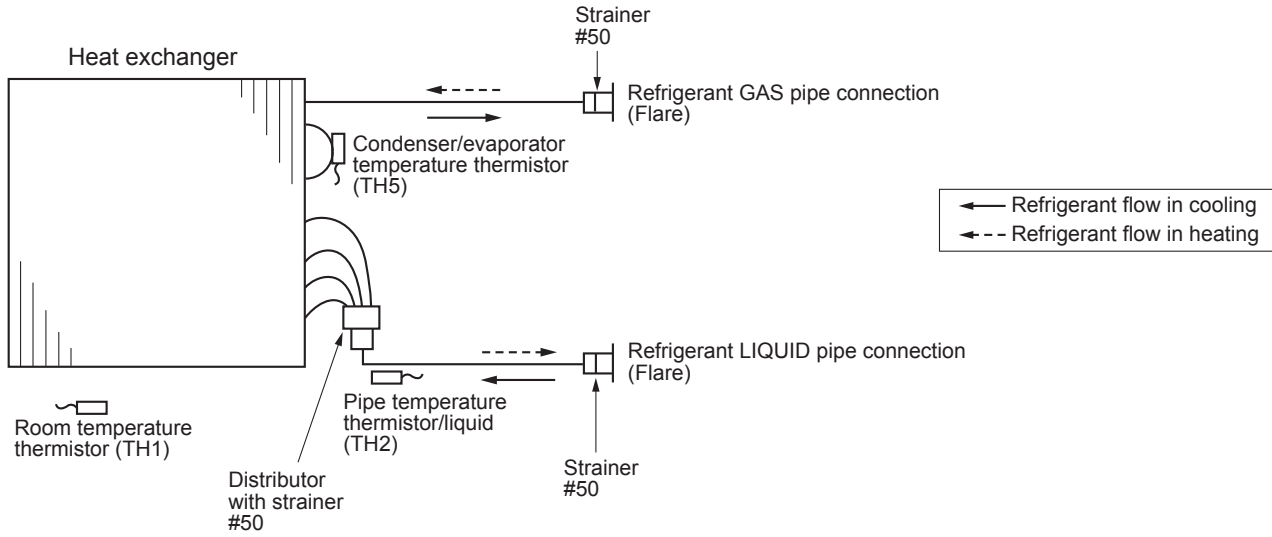 Strainer
#50
Heat exchanger
Refrigerant GAS pipe connection
(Flare)
Condenser/evaporator
temperature thermistor
(TH5)
Refrigerant flow in cooling
Refrigerant flow in heating
Refrigerant LIQUID pipe connection
(Flare)
Pipe temperature
thermistor/liquid
(TH2)
Room temperature
thermistor (TH1)
Strainer
#50
Distributor
with strainer
#50